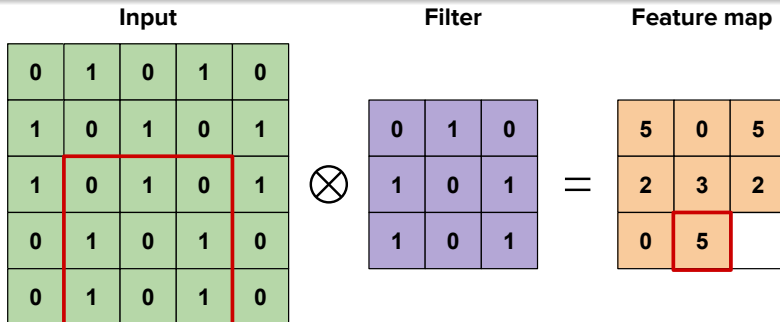 Input Filter Feature map
0 1 0 1 0
1 0 1 0 1 0 1 0 5 0 5
1 0 1 0 1 ⊗ 1 0 1 = 2 3 2
0 1 0 1 0 1 0 1 0 5
0 1 0 1 0